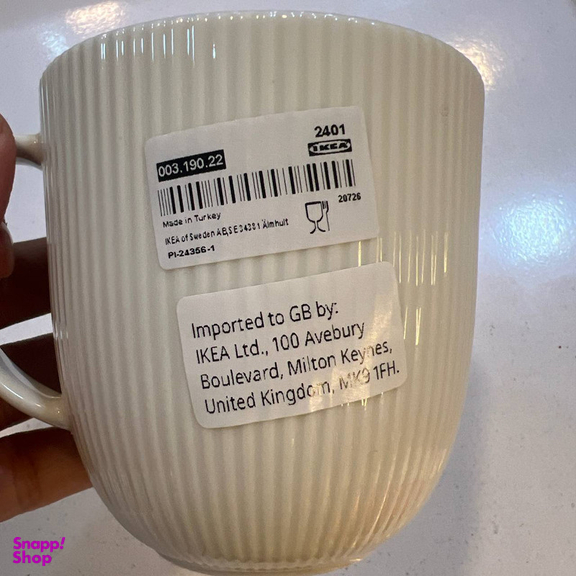 2401
003.190.22
IKEA
20726
Made in Turkey
IKEA of Sweden AB,SE 34381 Älmhult
PI-24356-1
Imported to GB by:
IKEA Ltd., 100 Avebury
Boulevard, Milton Keynes,
United Kingdom, MK9 1FH.
Snapp!
Shop